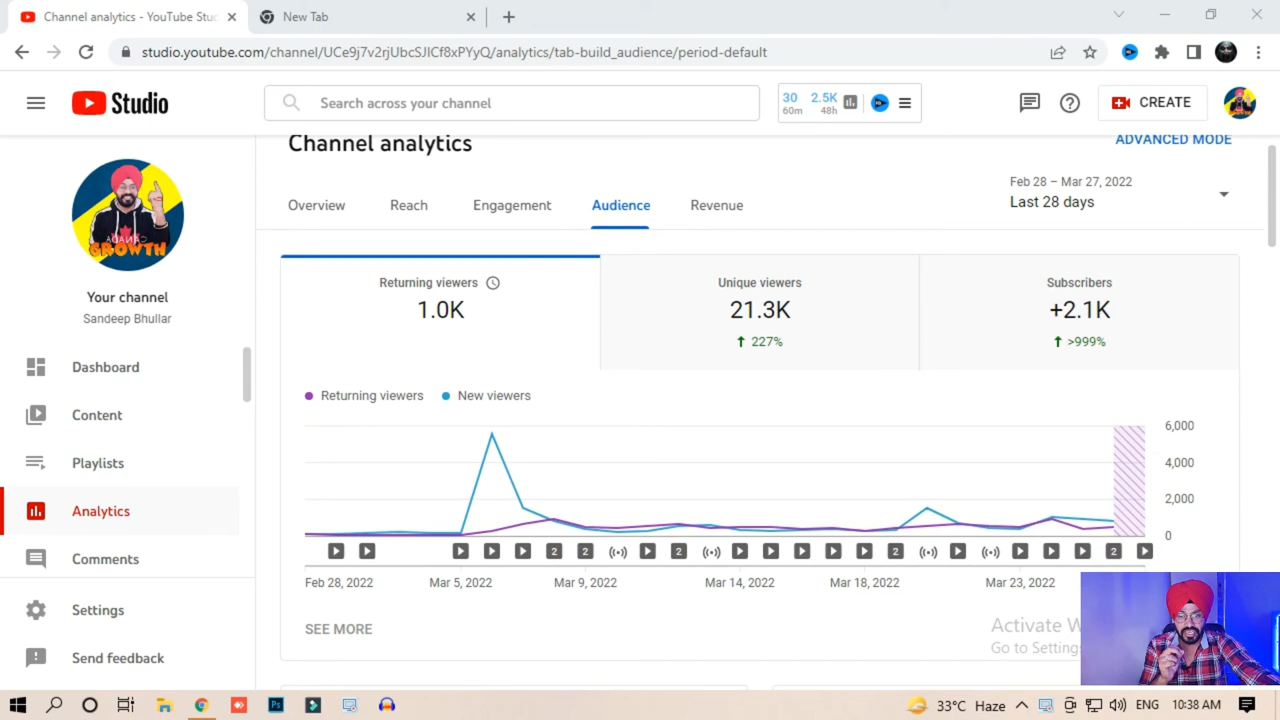 Channel analytics - YouTube Stud
New Tab
studio.youtube.com/channel/UCe9j7v2rjUbcSJICf8xPYyQ/analytics/tab-build_audience/period-default
Studio
Search across your channel
30
60m
2.5K
48h
CREATE
Channel analytics
ADVANCED MODE
Overview
Reach
Engagement
Audience
Revenue
Feb 28 – Mar 27, 2022
Last 28 days
GROWTH
Your channel
Sandeep Bhullar
Dashboard
Content
Playlists
Analytics
Comments
Settings
Send feedback
Returning viewers
1.0K
Unique viewers
21.3K
227%
Subscribers
+2.1K
>999%
Returning viewers
New viewers
6,000
4,000
2,000
0
2 2 2 2 2
Feb 28, 2022 Mar 5, 2022 Mar 9, 2022 Mar 14, 2022 Mar 18, 2022 Mar 23, 2022
SEE MORE
Activate W
Go to Setting
Ps
33°C Haze
ENG
10:38 AM